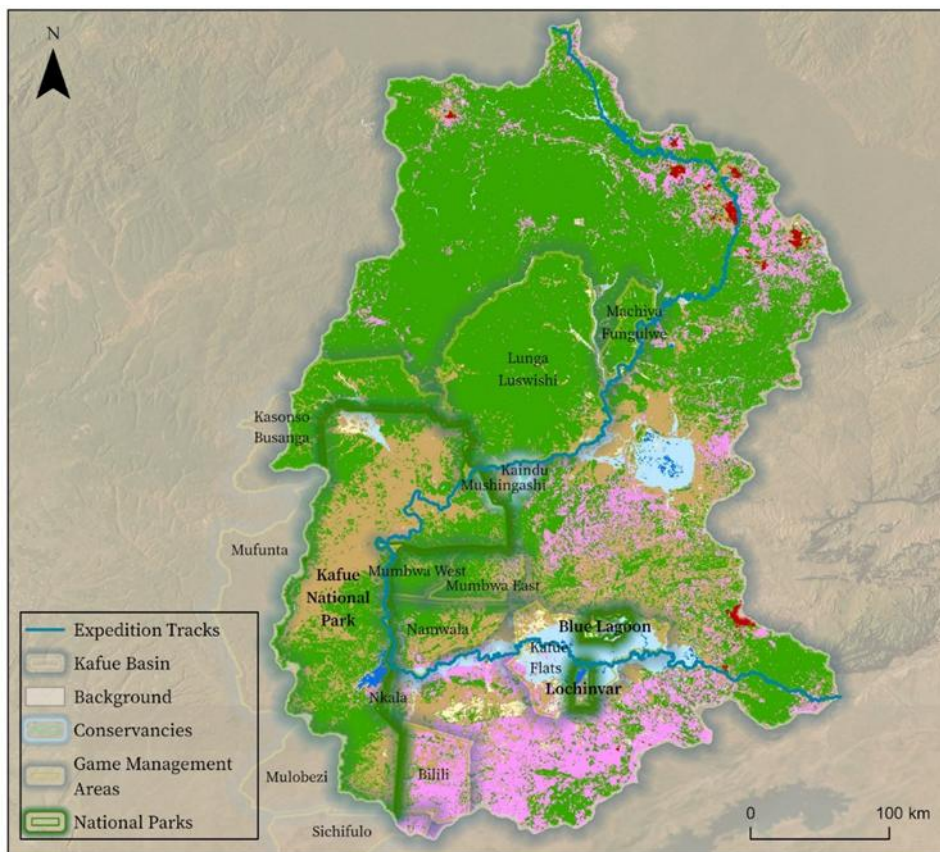 N
Machiya
Fungulwe
Lunga
Luswishi
Kasonso
Busanga
Kaindu
Mushingashi
Mufunta
Mumbwa West
Mumbwa East
Kafue
National
Park
Namwala
Blue Lagoon
Kafue
Flats
Lochinvar
Nkala
Mulobezi
Bilili
Sichifulo
Expedition Tracks
Kafue Basin
Background
Conservancies
Game Management
Areas
National Parks
0 100 km